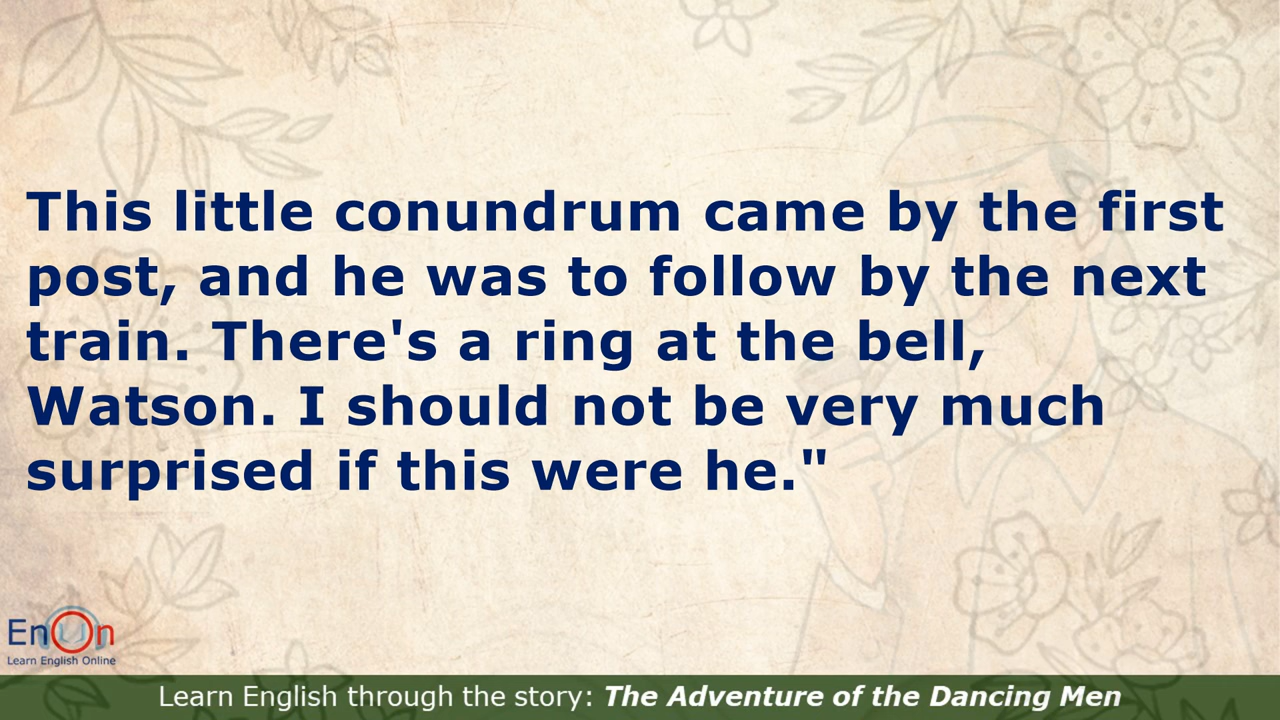 This little conundrum came by the first
post, and he was to follow by the next
train. There's a ring at the bell,
Watson. I should not be very much
surprised if this were he."
EnOn
Learn English Online
Learn English through the story: The Adventure of the Dancing Men